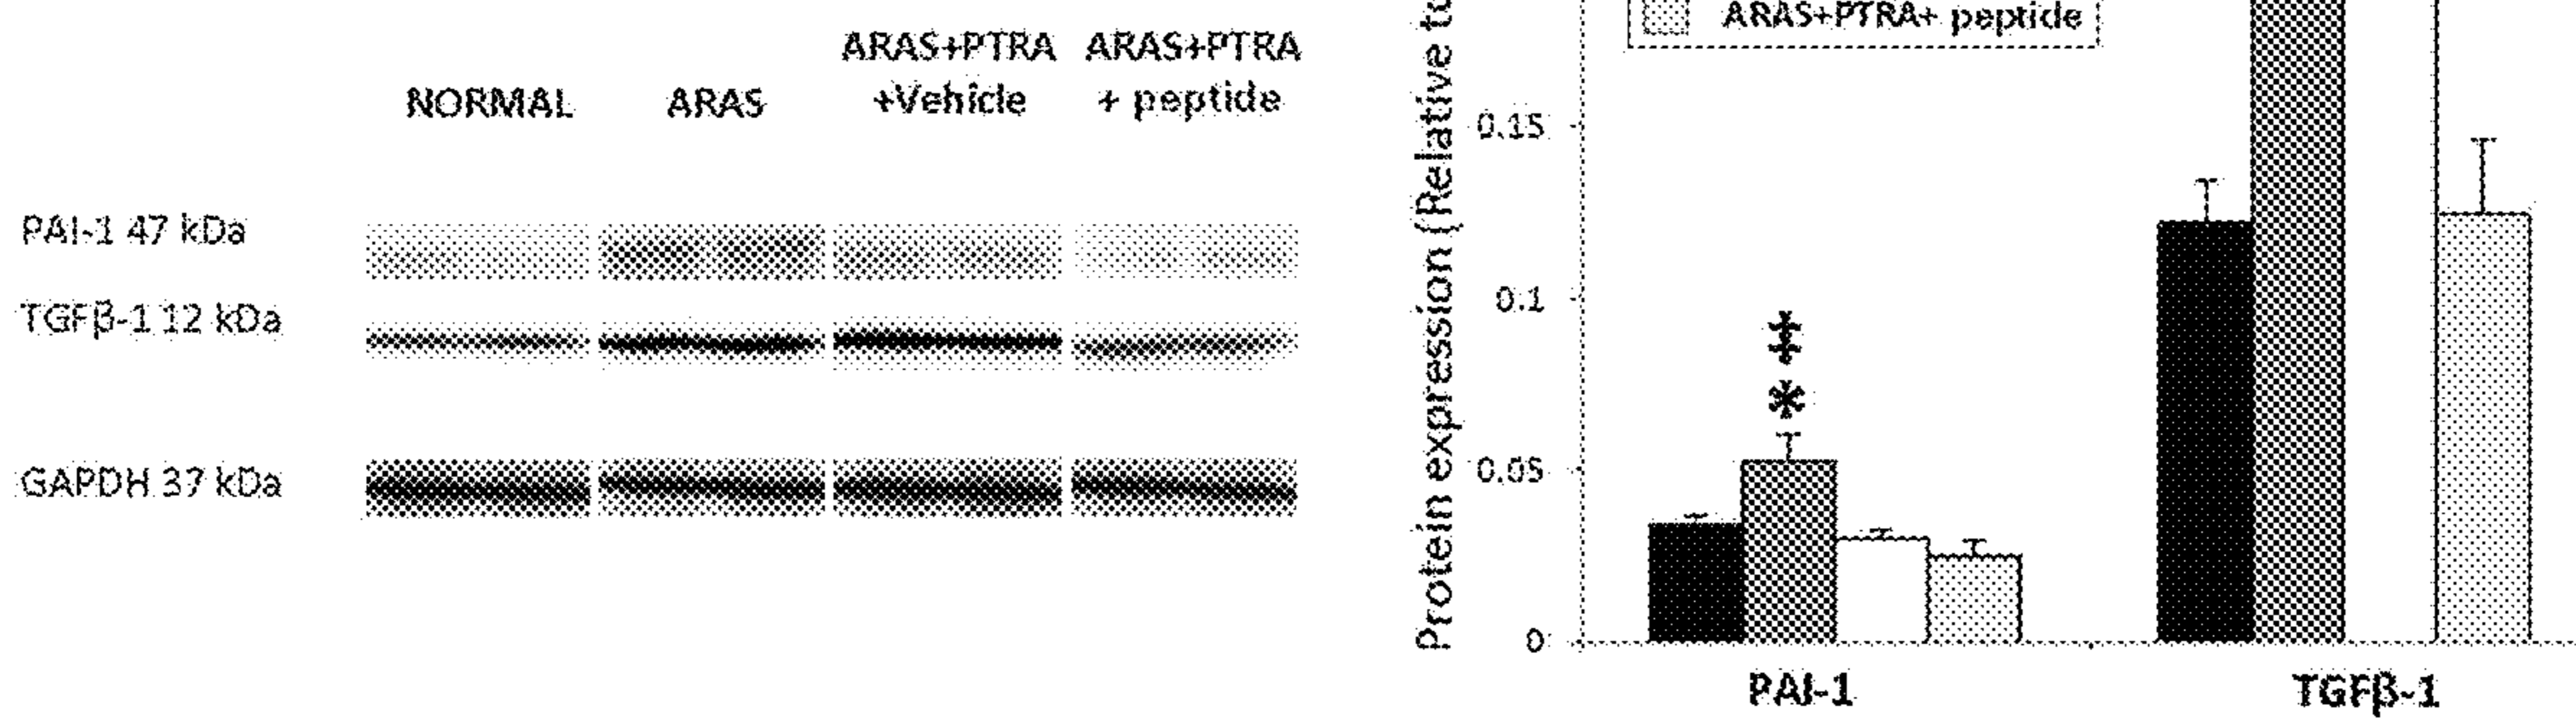 ARAS+PTRA ARAS+PTRA
NORMAL ARAS +Vehicle + peptide
PAI-1 47 kDa
TGFβ-1 12 kDa
GAPDH 37 kDa
Protein expression (Relative to
ARAS+PTRA+ peptide
0.15
0.1
0.05
0
‡
*
PAI-1 TGFβ-1